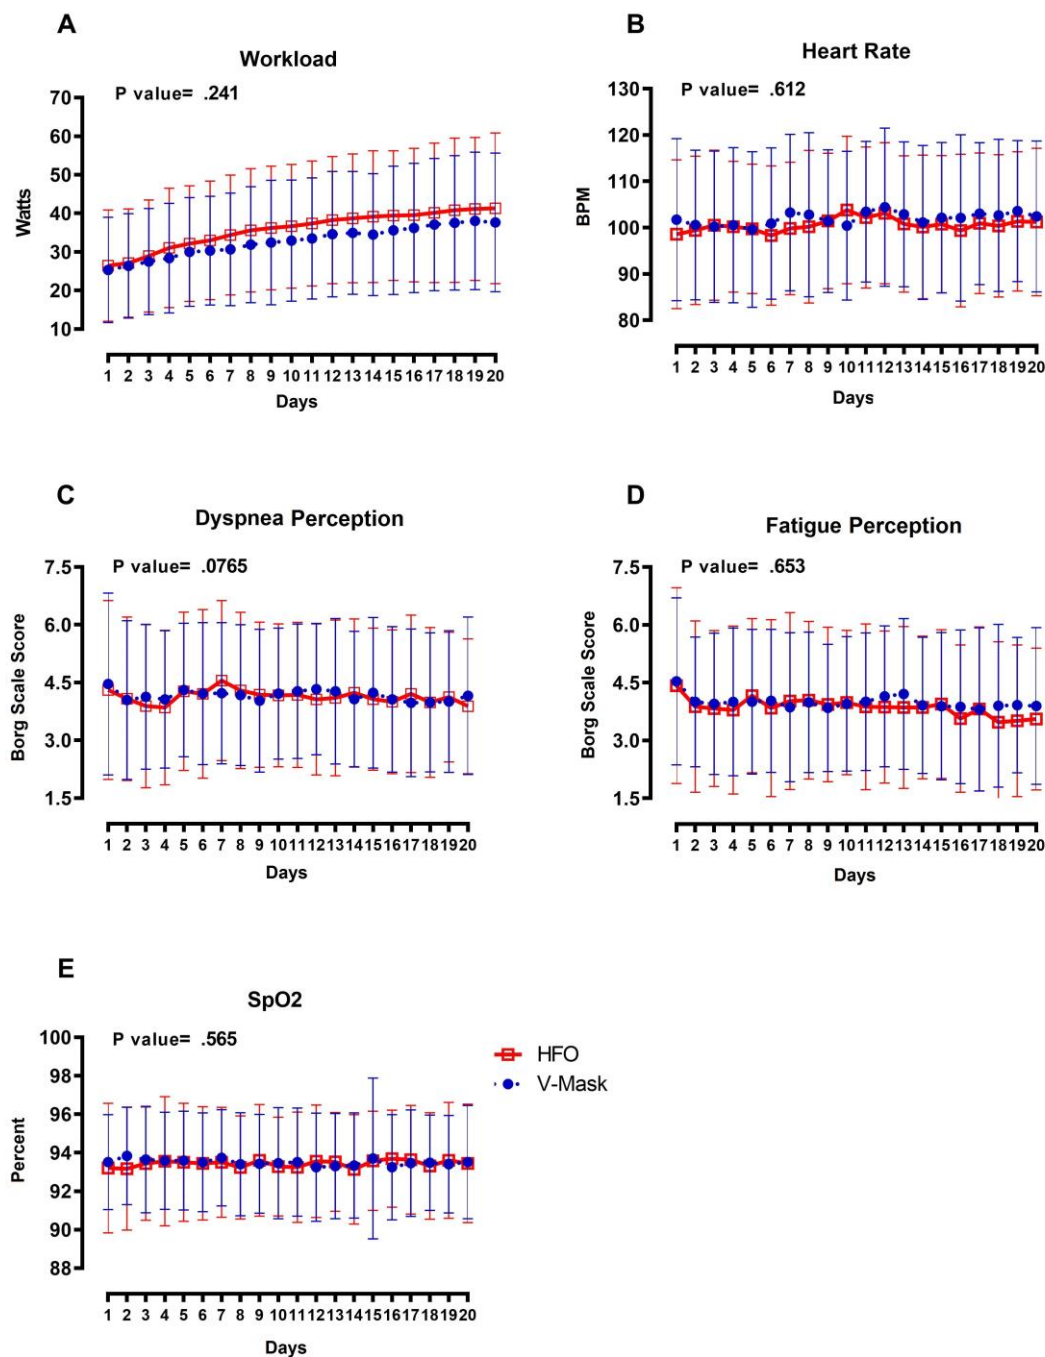 A
Workload
P value= .241
Watts
70
60
50
40
30
20
10
1 2 3 4 5 6 7 8 9 10 11 12 13 14 15 16 17 18 19 20
Days
B
Heart Rate
P value= .612
BPM
130
120
110
100
90
80
1 2 3 4 5 6 7 8 9 10 11 12 13 14 15 16 17 18 19 20
Days
C
Dyspnea Perception
P value= .0765
Borg Scale Score
7.5
6.0
4.5
3.0
1.5
1 2 3 4 5 6 7 8 9 10 11 12 13 14 15 16 17 18 19 20
Days
D
Fatigue Perception
P value= .653
Borg Scale Score
7.5
6.0
4.5
3.0
1.5
1 2 3 4 5 6 7 8 9 10 11 12 13 14 15 16 17 18 19 20
Days
E
SpO2
P value= .565
Percent
100
98
96
94
92
90
88
1 2 3 4 5 6 7 8 9 10 11 12 13 14 15 16 17 18 19 20
Days
HFO
V-Mask